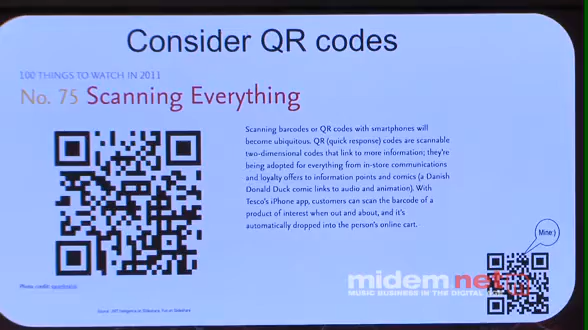 Consider QR codes
100 THINGS TO WATCH IN 2011
No. 75 Scanning Everything
Scanning barcodes or QR codes with smartphones will
become ubiquitous. QR (quick response) codes are scannable
two-dimensional codes that link to more information; they're
being adopted for everything from in-store communications
and loyalty offers to information points and comics (a Danish
Donald Duck comic links to audio and animation). With
Tesco's iPhone app, customers can scan the barcode of a
product of interest when out and about, and it's
automatically dropped into the person's online cart.
Mine:)
midem net
MUSIC BUSINESS IN THE DIGITAL
Photo credit: